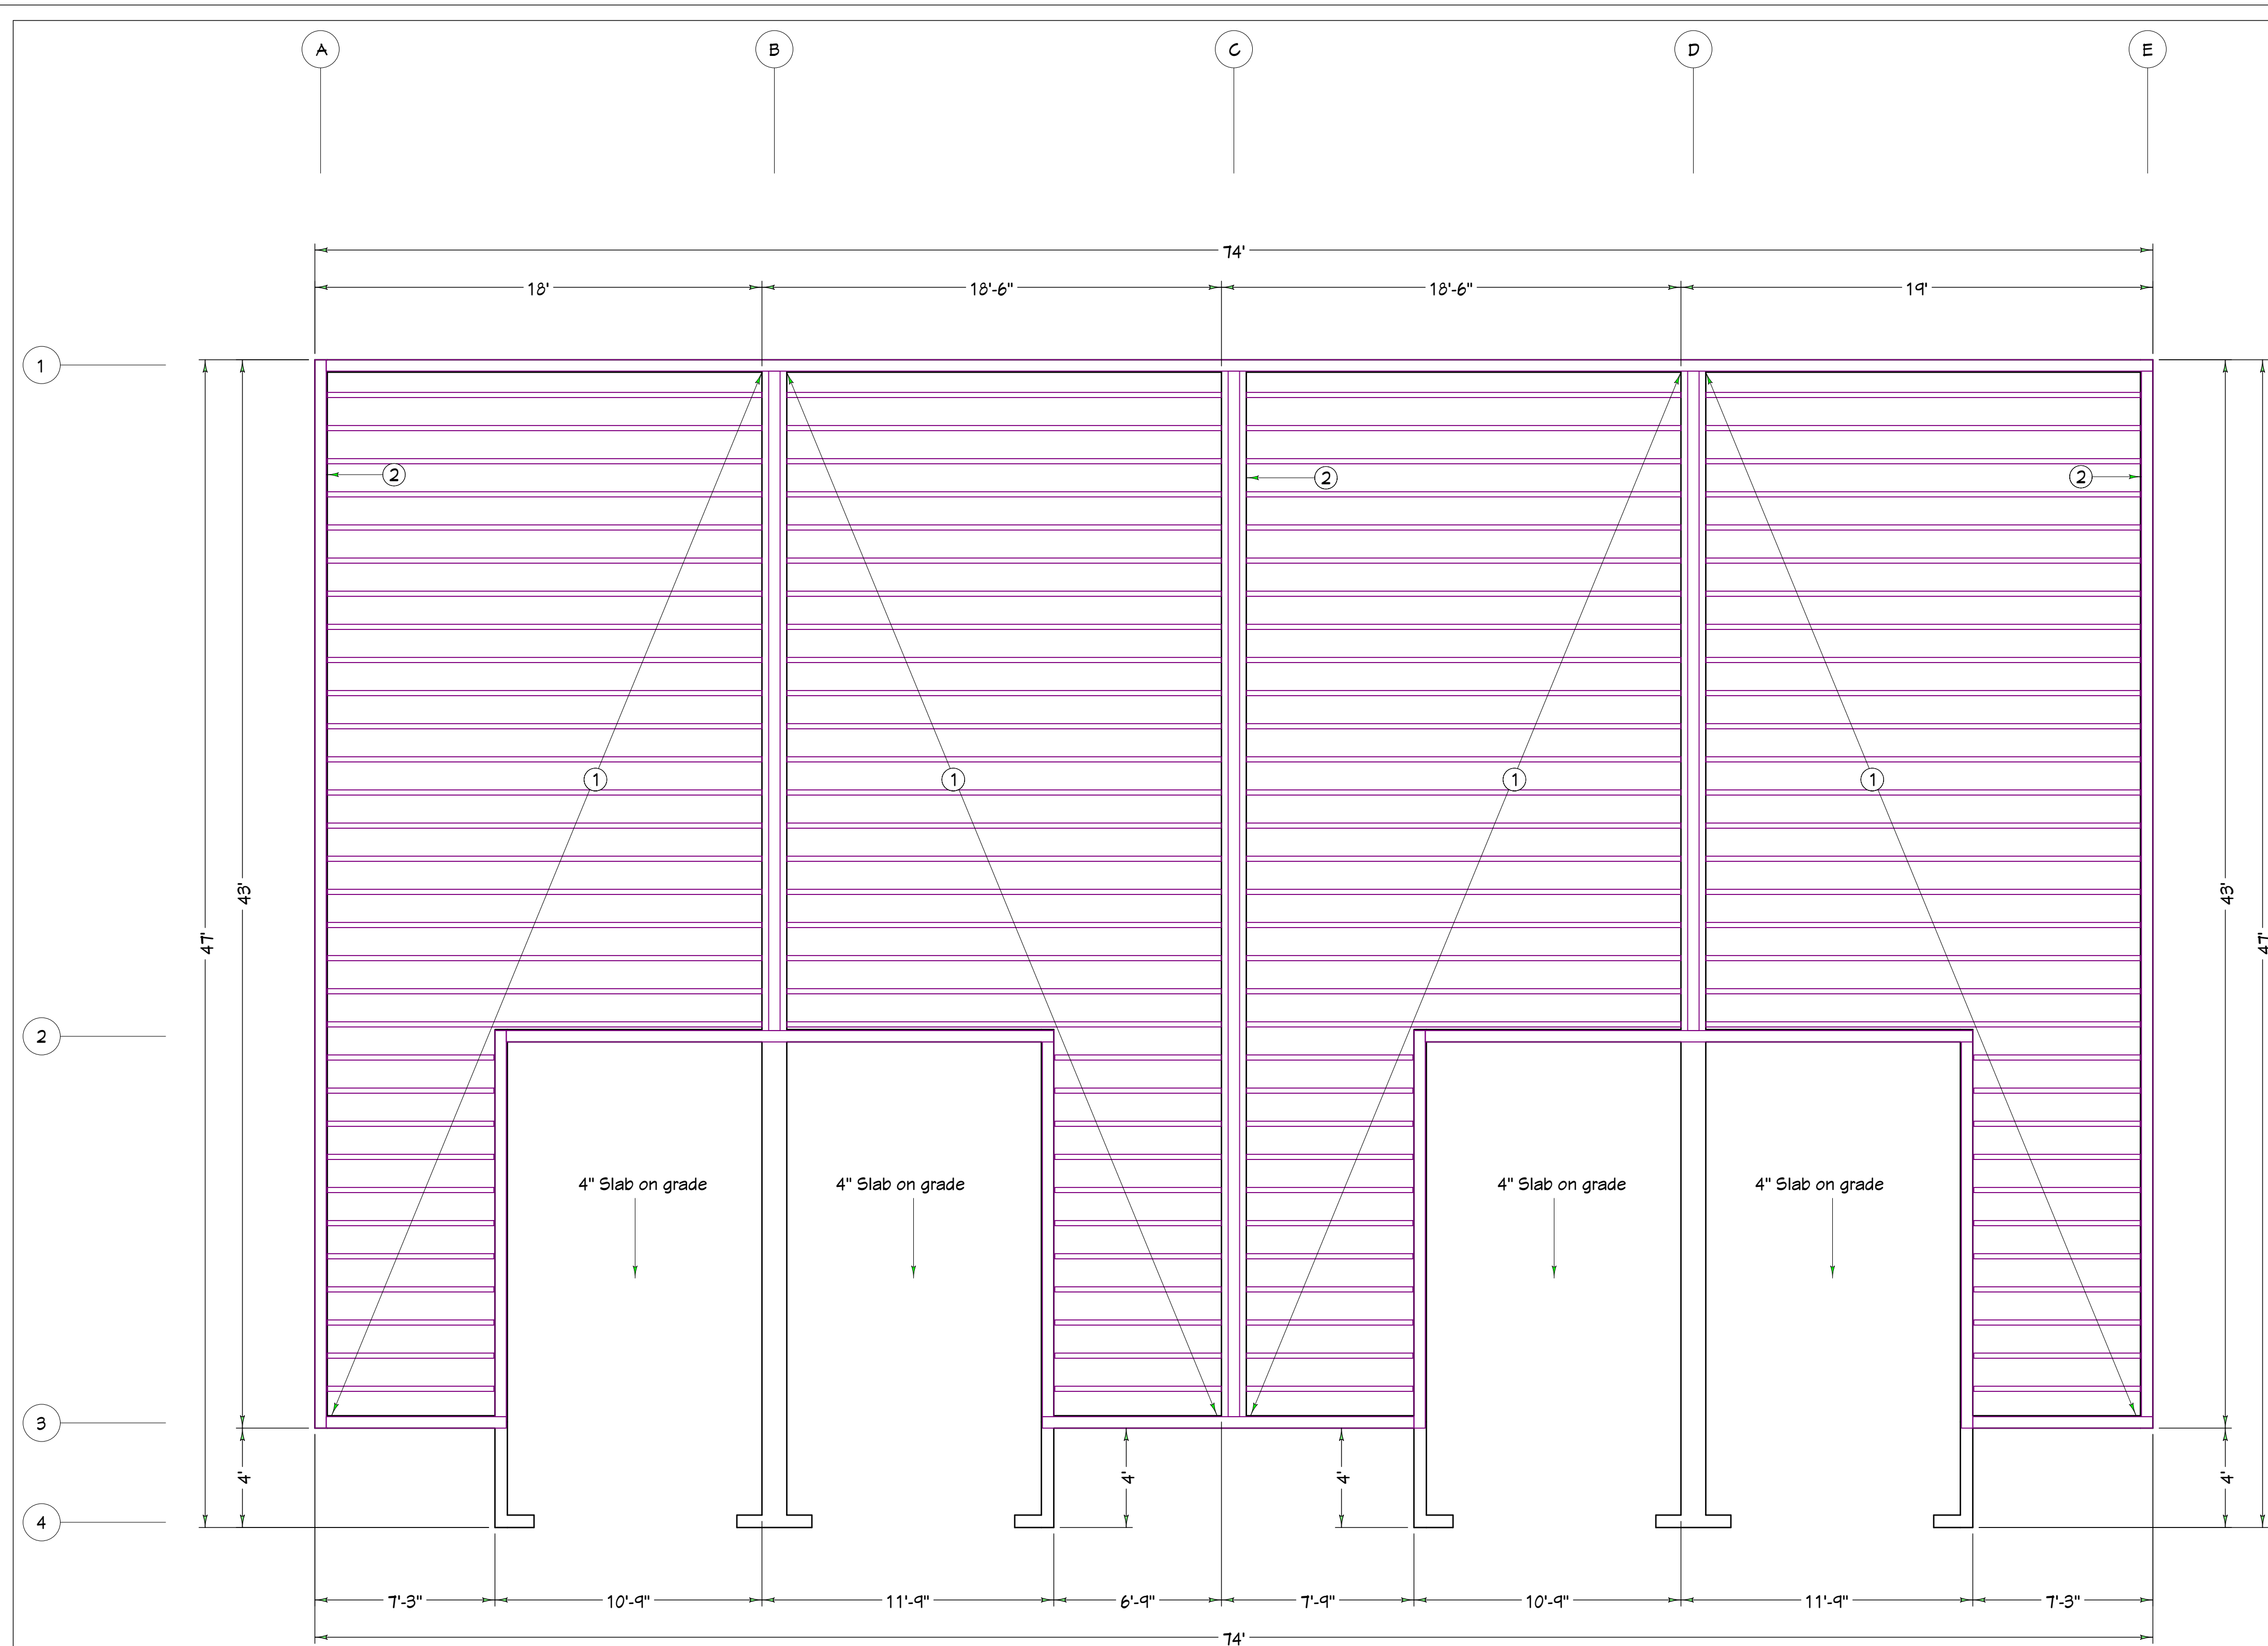 A B C D E
74'
18' 18'-6" 18'-6" 19'
1
2 2 2
1 1 1 1
47' 43' 43' 47'
2
4" Slab on grade 4" Slab on grade 4" Slab on grade 4" Slab on grade
3
4' 4' 4' 4'
4
7'-3" 10'-9" 11'-9" 6'-9" 7'-9" 10'-9" 11'-9" 7'-3"
74'